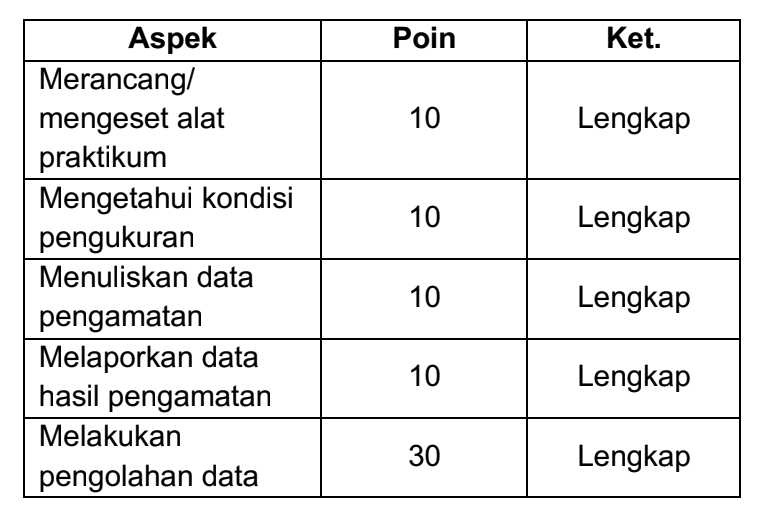 Aspek Poin Ket.
Merancang/
mengeset alat 10 Lengkap
praktikum
Mengetahui kondisi
pengukuran 10 Lengkap
Menuliskan data
pengamatan 10 Lengkap
Melaporkan data
hasil pengamatan 10 Lengkap
Melakukan
pengolahan data 30 Lengkap